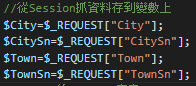 //從Session抓資料存到變數上
$City=$_REQUEST["City"];
$CitySn=$_REQUEST["CitySn"];
$Town=$_REQUEST["Town"];
$TownSn=$_REQUEST["TownSn"];